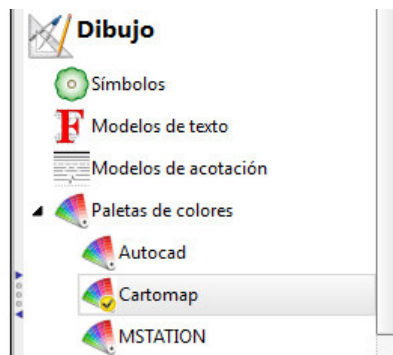 Dibujo
Símbolos
Modelos de texto
Modelos de acotación
Paletas de colores
Autocad
Cartomap
MSTATION